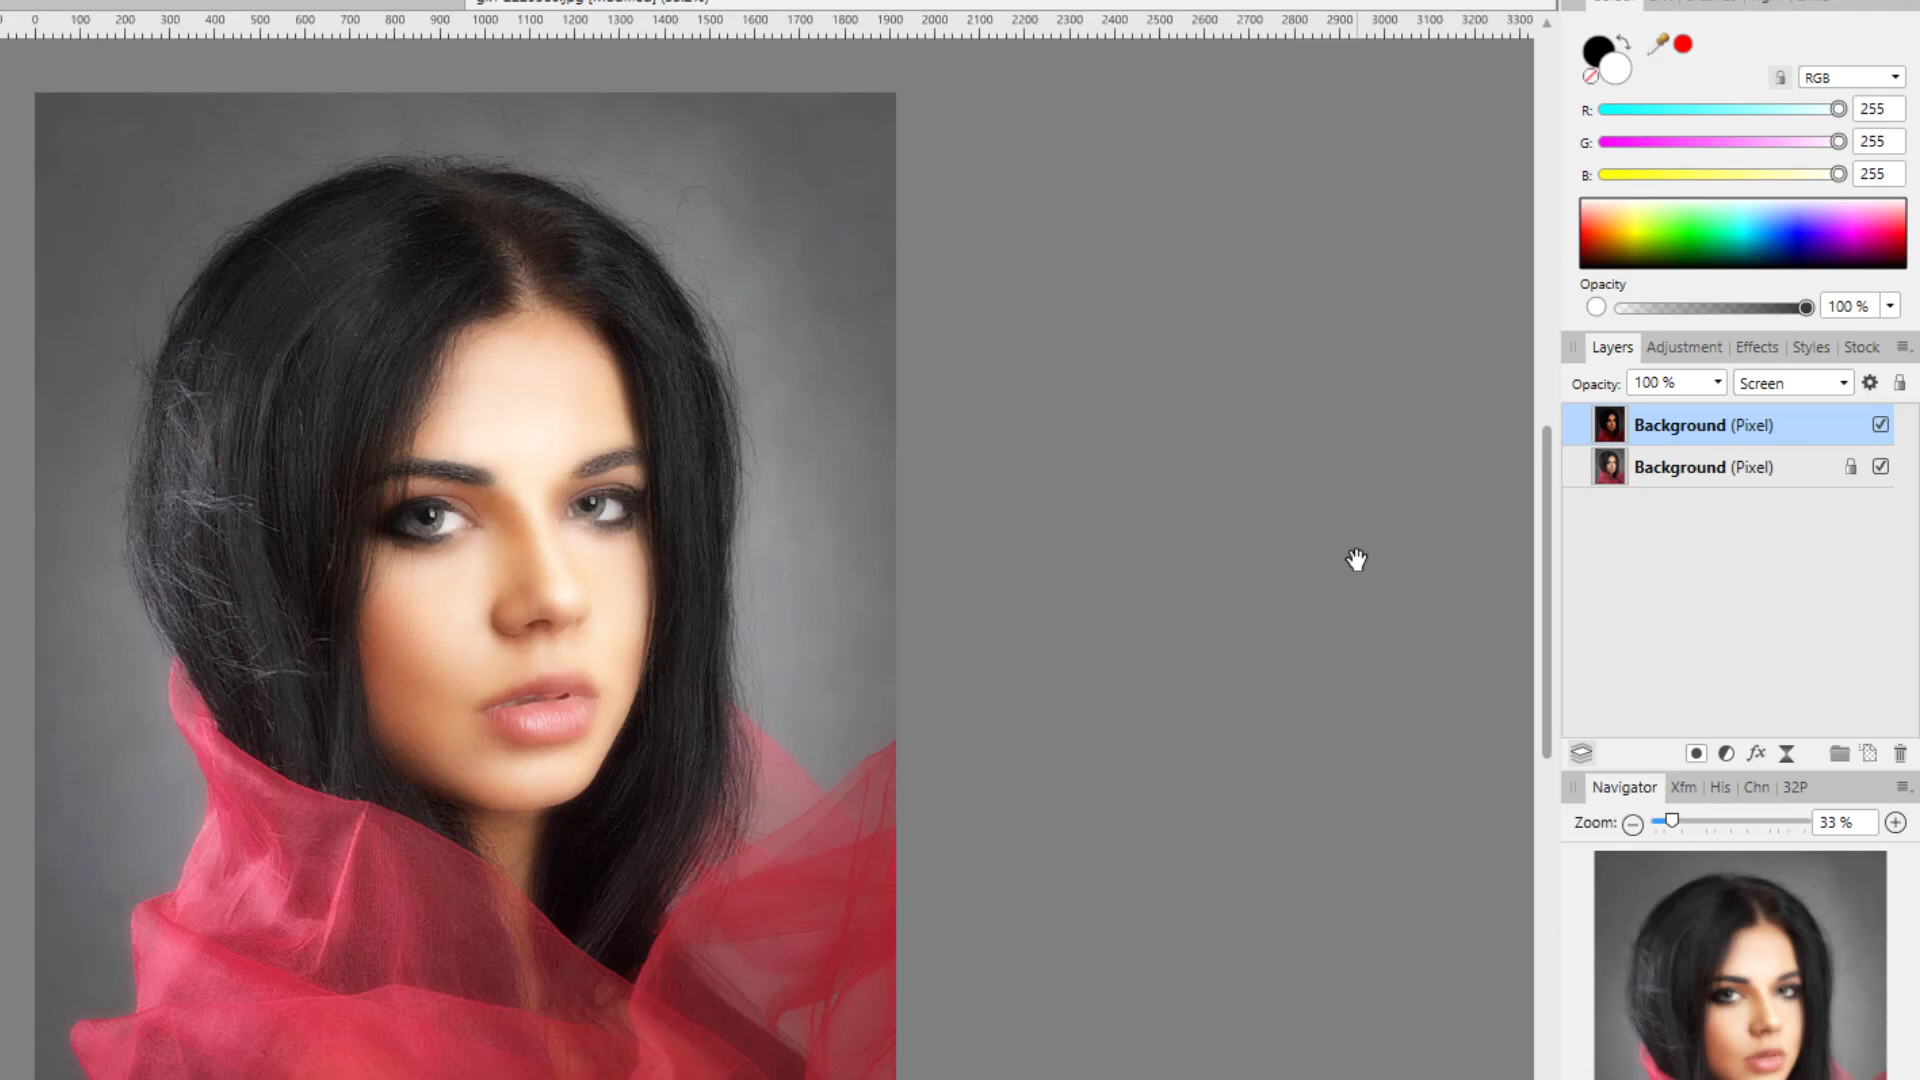 0 100 200 300 400 500 600 700 800 900 1000 1100 1200 1300 1400 1500 1600 1700 1800 1900 2000 2100 2200 2300 2400 2500 2600 2700 2800 2900 3000 3100 3200 3300
RGB
R: 255
G: 255
B: 255
Opacity
100 %
Layers Adjustment Effects Styles Stock
Opacity: 100 % Screen
Background (Pixel)
Background (Pixel)
fx
Navigator Xfm His Chn 32P
Zoom: 33 %